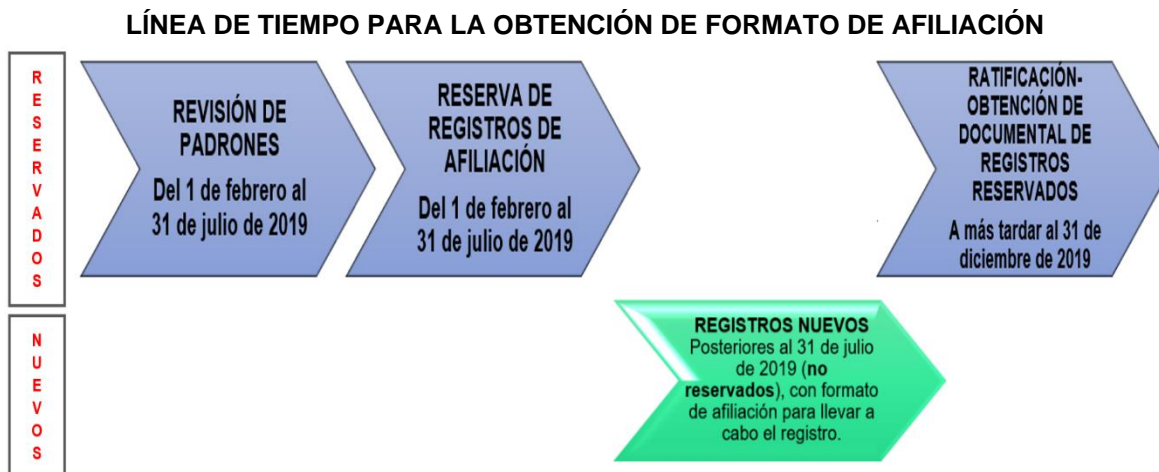 LÍNEA DE TIEMPO PARA LA OBTENCIÓN DE FORMATO DE AFILIACIÓN
RESERVADOS
REVISIÓN DE
PADRONES
Del 1 de febrero al
31 de julio de 2019
RESERVA DE
REGISTROS DE
AFILIACIÓN
Del 1 de febrero al
31 de julio de 2019
RATIFICACIÓN-
OBTENCIÓN DE
DOCUMENTAL DE
REGISTROS
RESERVADOS
A más tardar al 31 de
diciembre de 2019
NUEVOS
REGISTROS NUEVOS
Posteriores al 31 de julio
de 2019 (no
reservados), con formato
de afiliación para llevar a
cabo el registro.